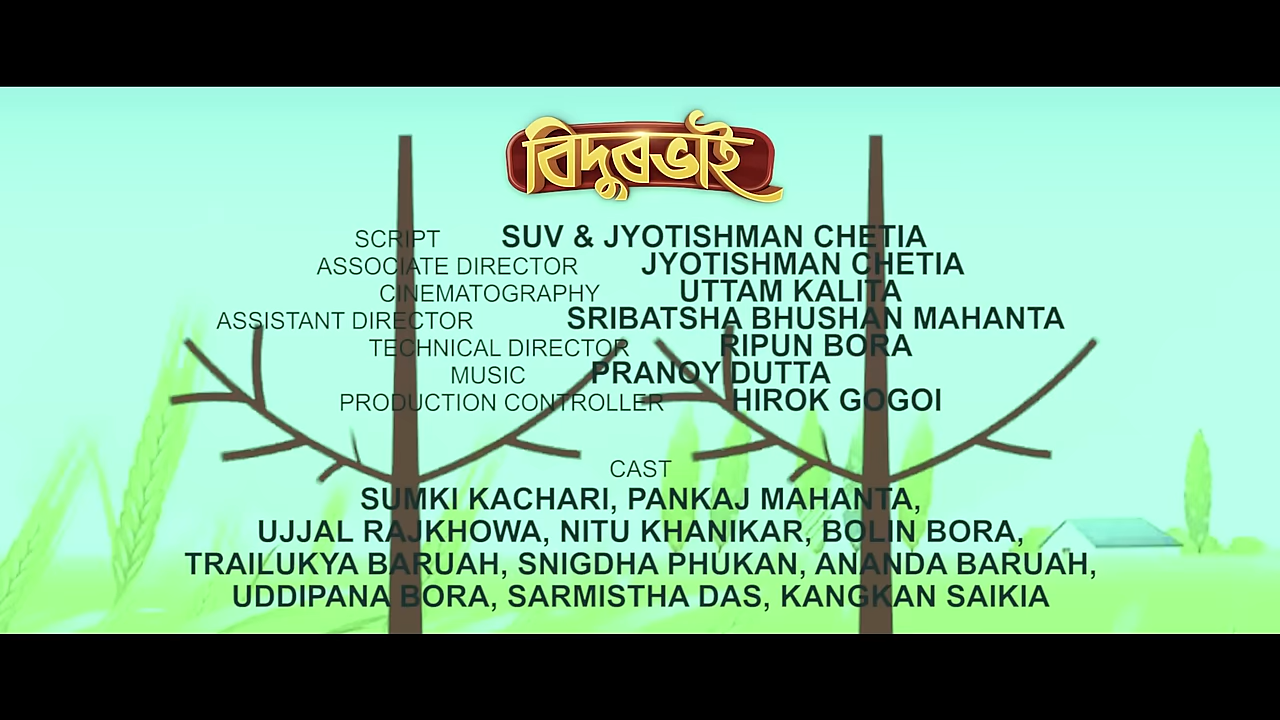 বিদুৰভাই
SCRIPT SUV & JYOTISHMAN CHETIA
ASSOCIATE DIRECTOR JYOTISHMAN CHETIA
CINEMATOGRAPHY UTTAM KALITA
ASSISTANT DIRECTOR SRIBATSHA BHUSHAN MAHANTA
TECHNICAL DIRECTOR RIPUN BORA
MUSIC PRANOY DUTTA
PRODUCTION CONTROLLER HIROK GOGOI
CAST
SUMKI KACHARI, PANKAJ MAHANTA,
UJJAL RAJKHOWA, NITU KHANIKAR, BOLIN BORA,
TRAILUKYA BARUAH, SNIGDHA PHUKAN, ANANDA BARUAH,
UDDIPANA BORA, SARMISTHA DAS, KANGKAN SAIKIA